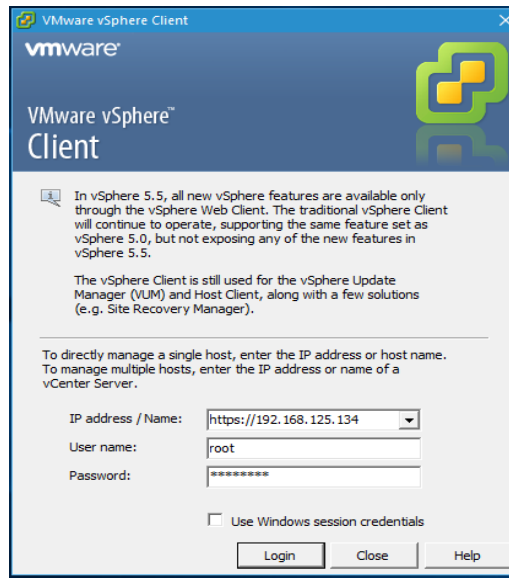 VMware vSphere Client
vmware®
VMware vSphere™
Client
In vSphere 5.5, all new vSphere features are available only
through the vSphere Web Client. The traditional vSphere Client
will continue to operate, supporting the same feature set as
vSphere 5.0, but not exposing any of the new features in
vSphere 5.5.
The vSphere Client is still used for the vSphere Update
Manager (VUM) and Host Client, along with a few solutions
(e.g. Site Recovery Manager).
To directly manage a single host, enter the IP address or host name.
To manage multiple hosts, enter the IP address or name of a
vCenter Server.
IP address / Name: https://192.168.125.134
User name: root
Password: ********
Use Windows session credentials
Login Close Help